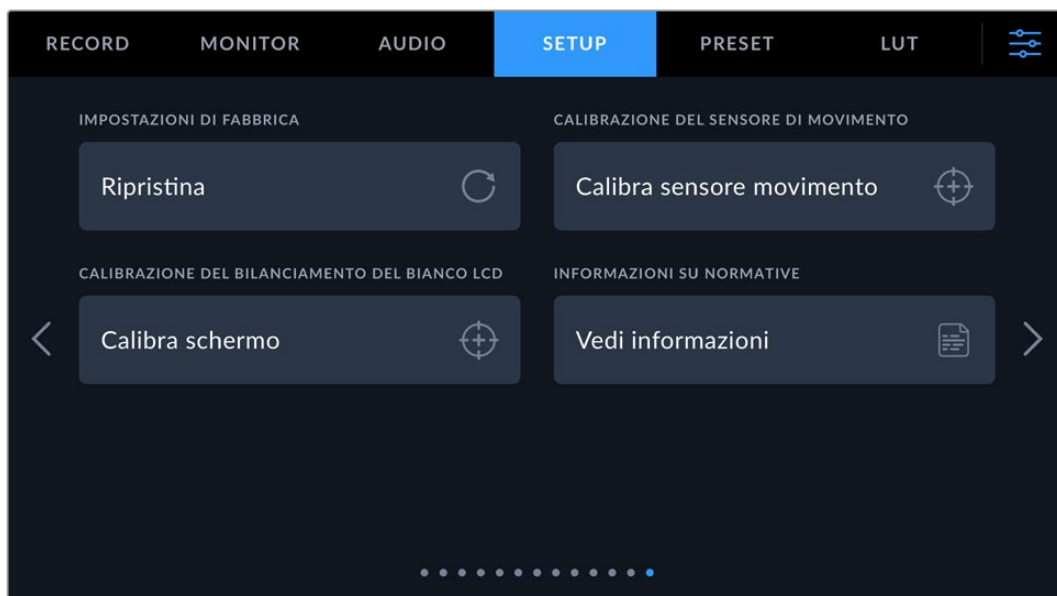 RECORD MONITOR AUDIO SETUP PRESET LUT
IMPOSTAZIONI DI FABBRICA CALIBRAZIONE DEL SENSORE DI MOVIMENTO
Ripristina Calibra sensore movimento
CALIBRAZIONE DEL BILANCIAMENTO DEL BIANCO LCD INFORMAZIONI SU NORMATIVE
Calibra schermo Vedi informazioni